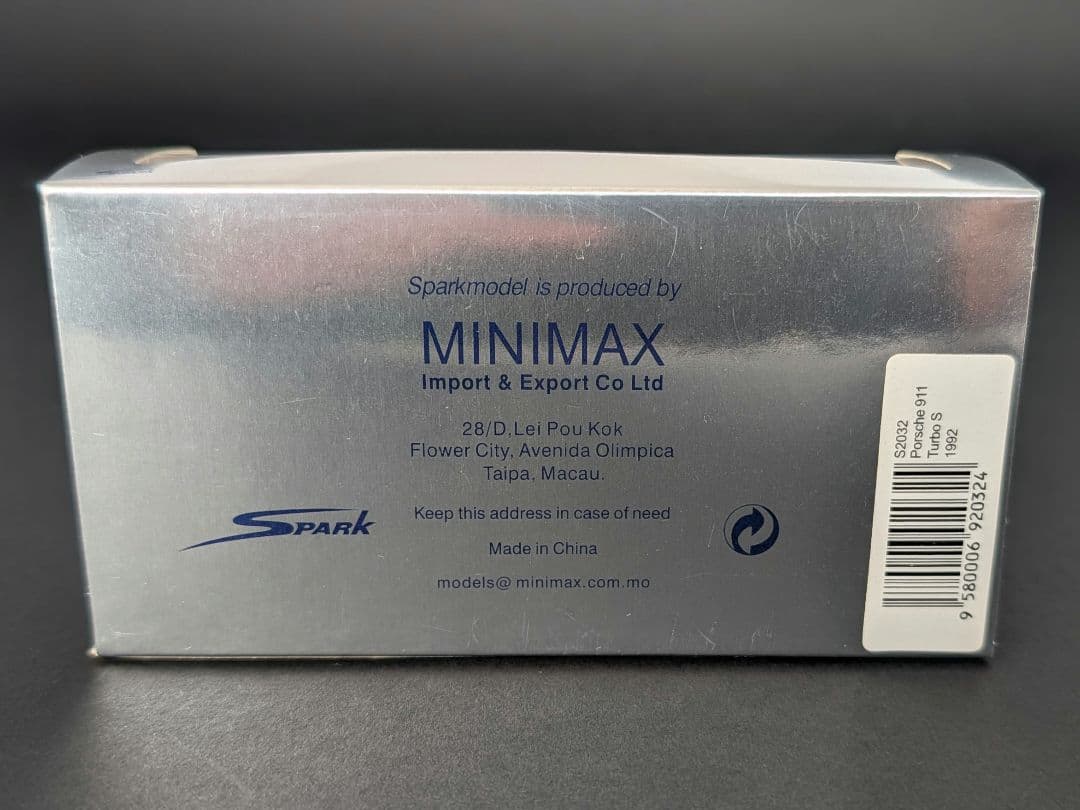 Sparkmodel is produced by
MINIMAX
Import & Export Co Ltd
28/D,Lei Pou Kok
Flower City, Avenida Olimpica
Taipa, Macau.
Keep this address in case of need
Made in China
models@ minimax.com.mo
SPARK
S2032
Porsche 911
Turbo S
1992
9 580006 920324